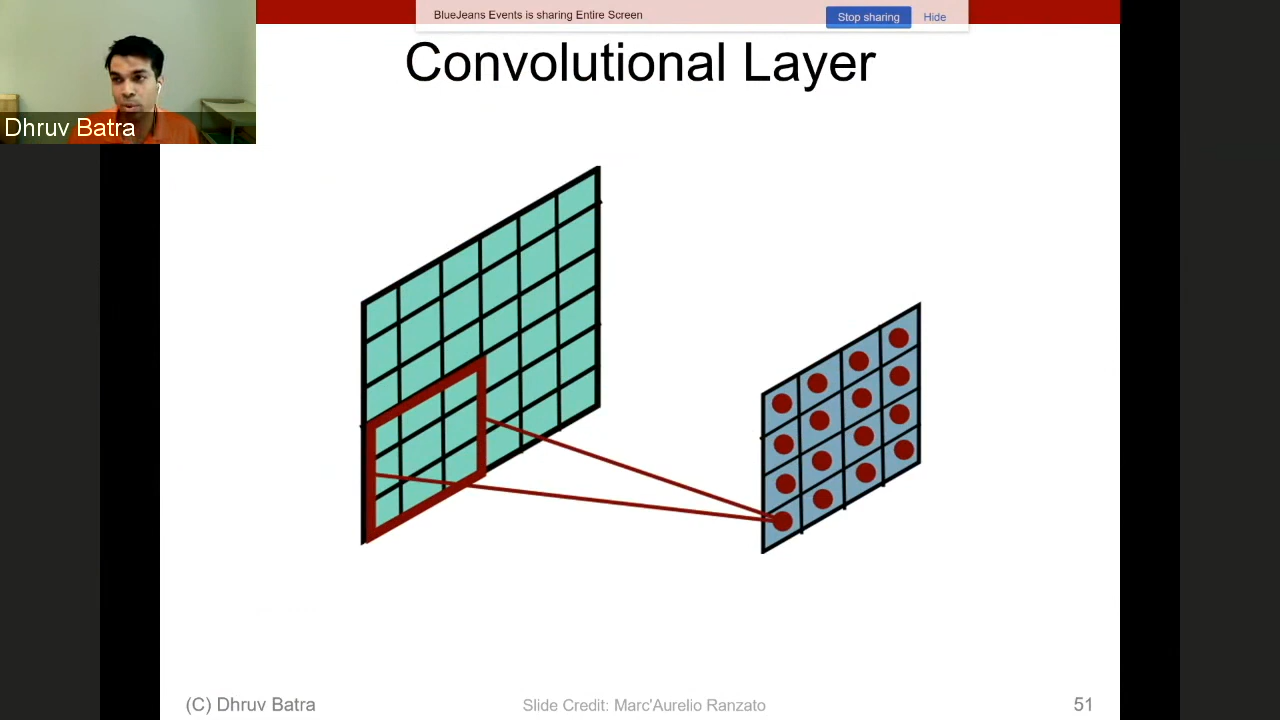 BlueJeans Events is sharing Entire Screen
Stop sharing
Hide
Convolutional Layer
Dhruv Batra
(C) Dhruv Batra
Slide Credit: Marc'Aurelio Ranzato
51